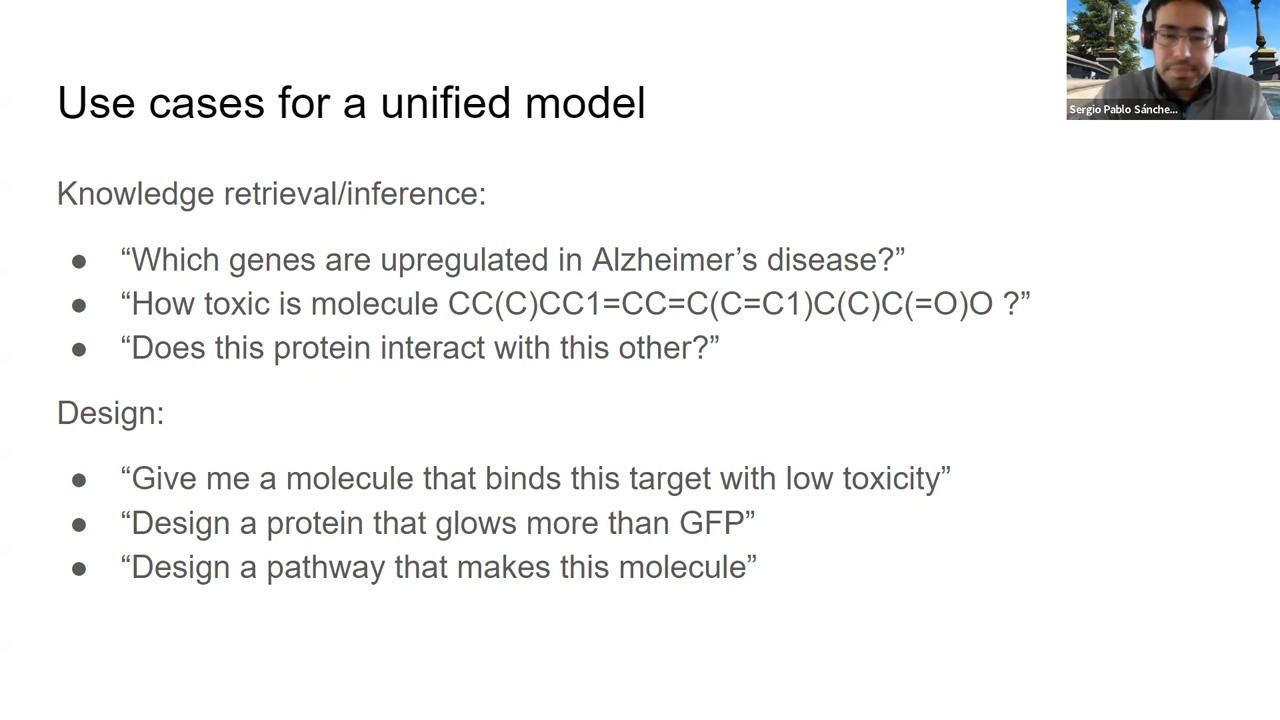 Use cases for a unified model
Sergio Pablo Sánche...
Knowledge retrieval/inference:
● “Which genes are upregulated in Alzheimer’s disease?”
● “How toxic is molecule CC(C)CC1=CC=C(C=C1)C(C)C(=O)O ?”
● “Does this protein interact with this other?”
Design:
● “Give me a molecule that binds this target with low toxicity”
● “Design a protein that glows more than GFP”
● “Design a pathway that makes this molecule”